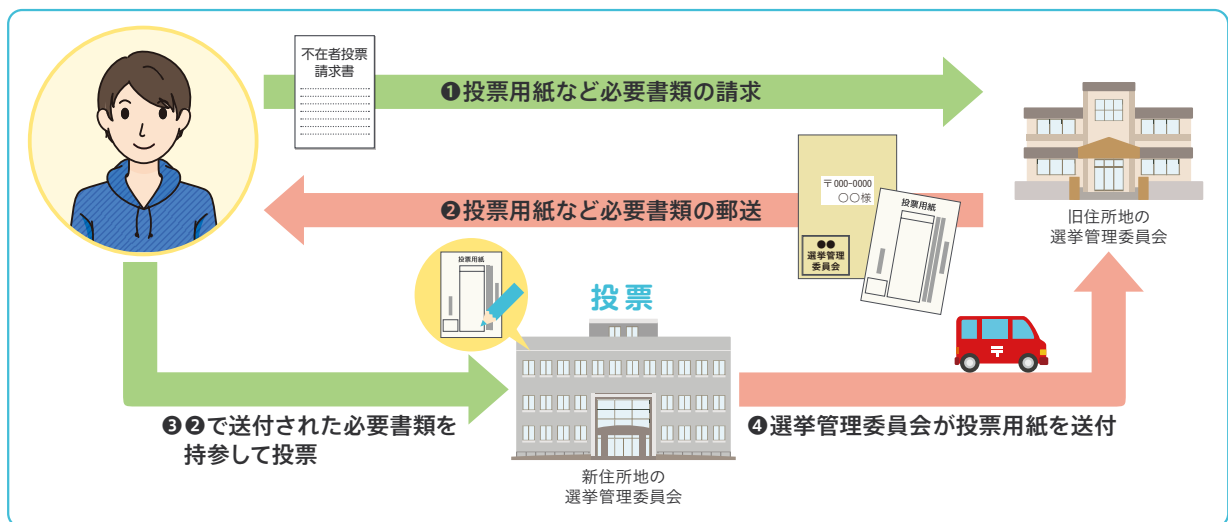 不在者投票
請求書
❶投票用紙など必要書類の請求
旧住所地の
選挙管理委員会
❷投票用紙など必要書類の郵送
〒000-0000
○○様
●●
選挙管理
委員会
投票用紙
投票用紙
投票
❸❷で送付された必要書類を
持参して投票
新住所地の
選挙管理委員会
〒
❹選挙管理委員会が投票用紙を送付